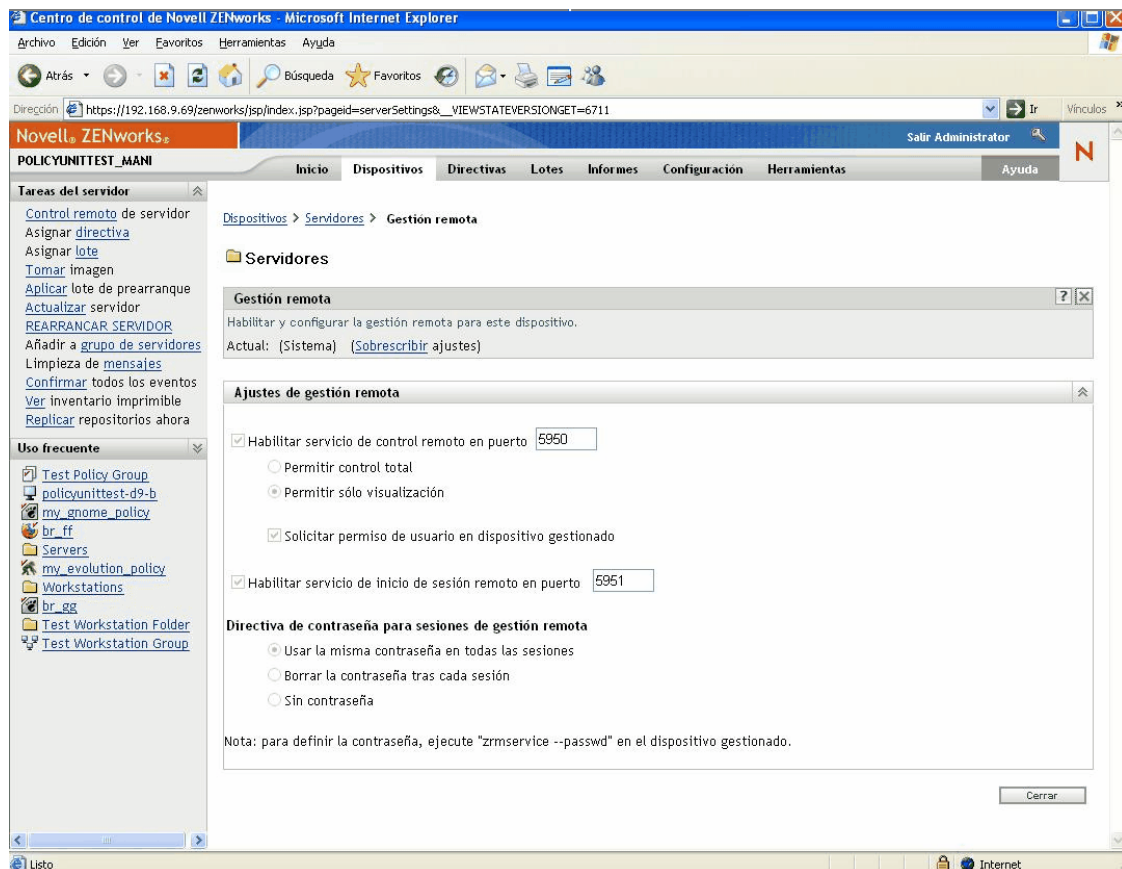 Centro de control de Novell ZENworks - Microsoft Internet Explorer
Archivo Edición Ver Favoritos Herramientas Ayuda
Atrás Búsqueda Favoritos
Dirección https://192.168.9.69/zenworks/jsp/index.jsp?pageid=serverSettings&__VIEWSTATEVERSIONGET=6711 Ir Vínculos »
Novell® ZENworks® Salir Administrator
POLICYUNITTEST_MANI
Inicio Dispositivos Directivas Lotes Informes Configuración Herramientas Ayuda N
Tareas del servidor
Control remoto de servidor
Asignar directiva
Asignar lote
Tomar imagen
Aplicar lote de prearranque
Actualizar servidor
REARRANCAR SERVIDOR
Añadir a grupo de servidores
Limpieza de mensajes
Confirmar todos los eventos
Ver inventario imprimible
Replicar repositorios ahora
Uso frecuente
Test Policy Group
policyunittest-d9-b
my_gnome_policy
br_ff
Servers
my_evolution_policy
Workstations
br_gg
Test Workstation Folder
Test Workstation Group
Dispositivos > Servidores > Gestión remota
Servidores
Gestión remota ?
Habilitar y configurar la gestión remota para este dispositivo.
Actual: (Sistema) (Sobrescribir ajustes)
Ajustes de gestión remota
Habilitar servicio de control remoto en puerto 5950
Permitir control total
Permitir sólo visualización
Solicitar permiso de usuario en dispositivo gestionado
Habilitar servicio de inicio de sesión remoto en puerto 5951
Directiva de contraseña para sesiones de gestión remota
Usar la misma contraseña en todas las sesiones
Borrar la contraseña tras cada sesión
Sin contraseña
Nota: para definir la contraseña, ejecute "zrmservice --passwd" en el dispositivo gestionado.
Cerrar
Listo Internet